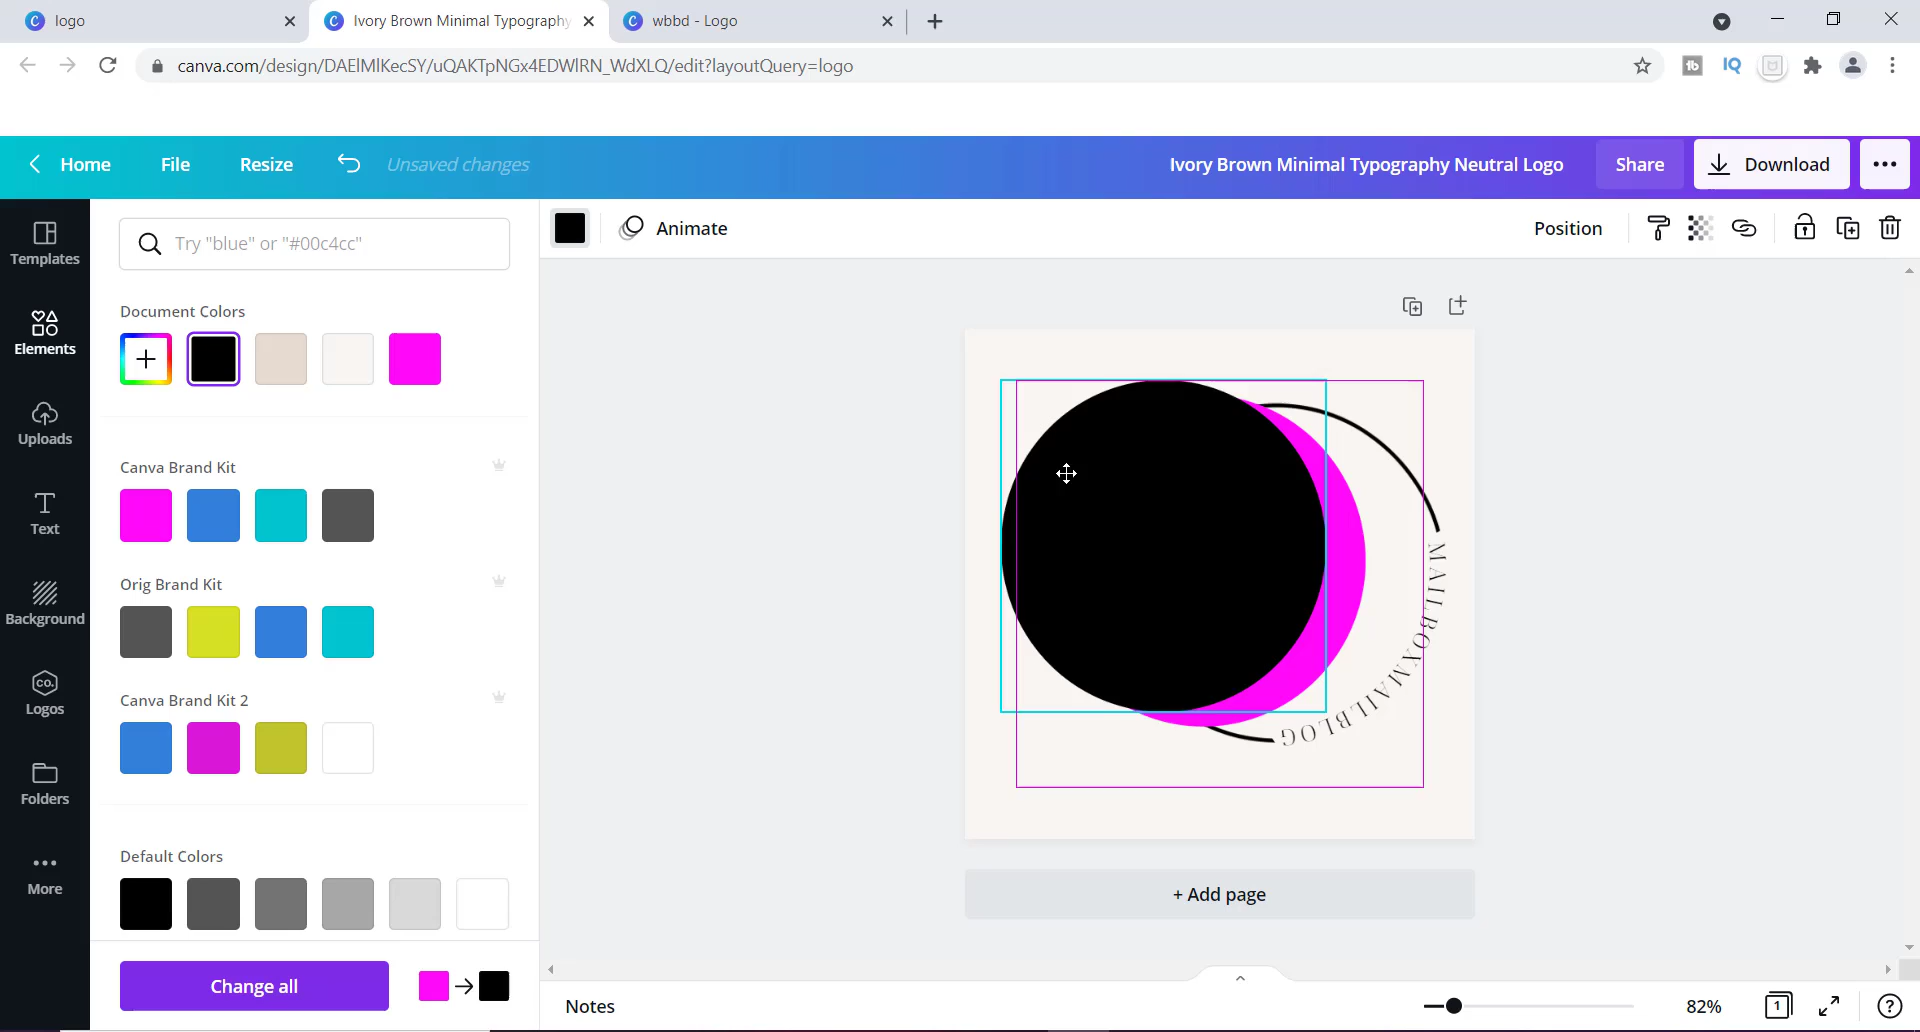 logo
Ivory Brown Minimal Typography
wbbd - Logo
canva.com/design/DAElMlKecSY/uQAKTpNGx4EDWlRN_WdXLQ/edit?layoutQuery=logo
Home
File
Resize
Unsaved changes
Ivory Brown Minimal Typography Neutral Logo
Share
Download
Templates
Elements
Uploads
Text
Background
CO.
Logos
Folders
More
Try "blue" or "#00c4cc"
Document Colors
Canva Brand Kit
Orig Brand Kit
Canva Brand Kit 2
Default Colors
Change all
Animate
Position
MAILBOXMAILBLOG
+ Add page
Notes
82%
1